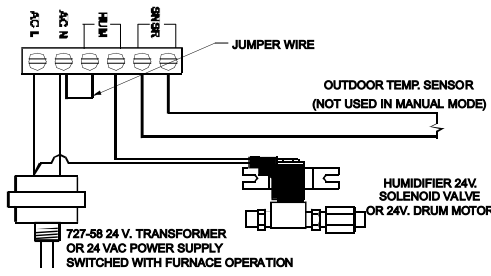 AC L
AC N
HUM
SNSR
JUMPER WIRE
OUTDOOR TEMP. SENSOR
(NOT USED IN MANUAL MODE)
HUMIDIFIER 24V.
SOLENOID VALVE
OR 24V. DRUM MOTOR
727-58 24 V. TRANSFORMER
OR 24 VAC POWER SUPPLY
SWITCHED WITH FURNACE OPERATION